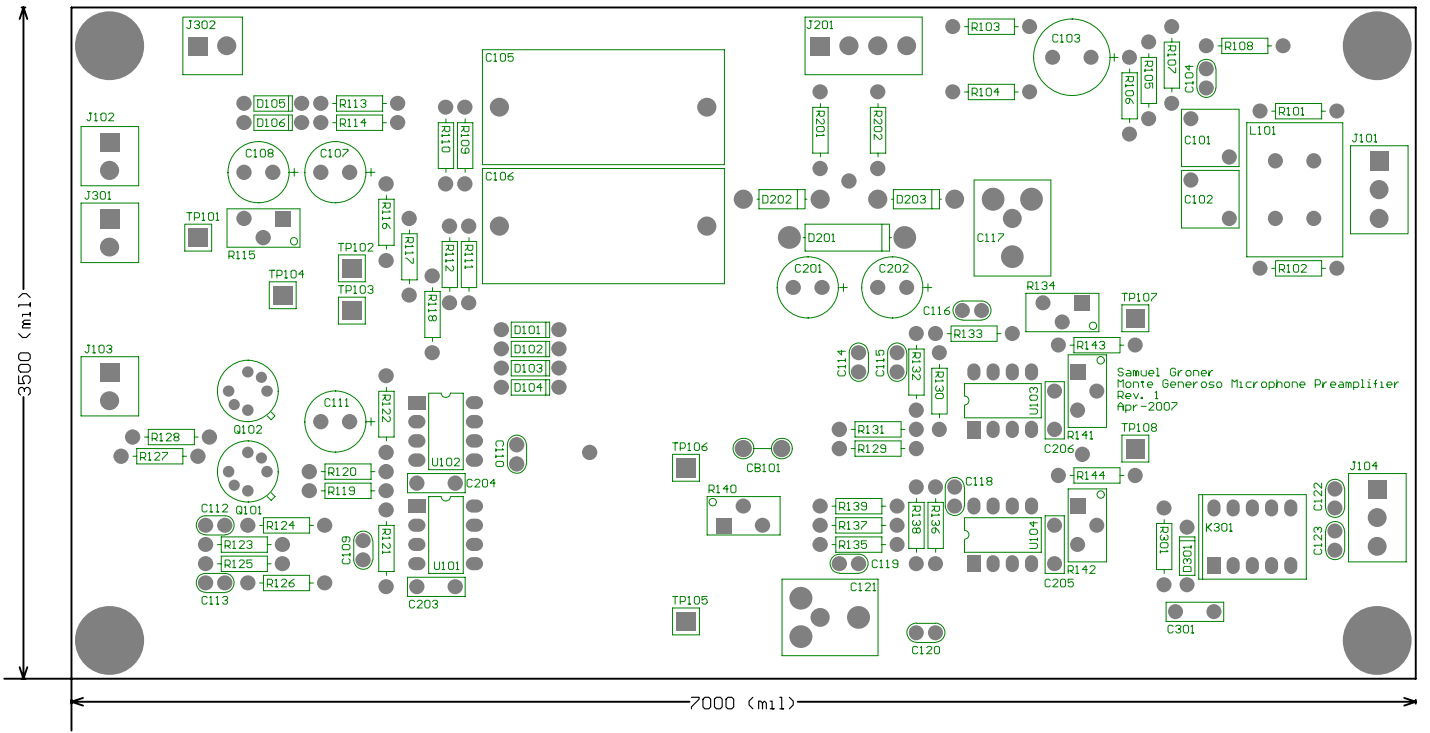 J302
J201
R103
C103
R107
R108
C105
R105
C104
R106
D105
R113
R104
D106
R114
R110
R109
R201
R202
C101
R101
L101
J101
J102
C108
C107
C106
C102
J301
TP101
R116
D202
D203
R115
R117
R112
R111
D201
C117
TP102
TP104
TP103
R118
C201
C202
R102
R134
TP107
C116
D101
R133
D102
R143
J103
D103
C114
C115
R132
R130
D104
U103
Samuel Groner
Monte Generoso Microphone Preamplifier
Rev. 1
Apr-2007
C111
R122
Q102
R128
R131
R141
TP108
R127
U102
C110
TP106
CB101
R129
C206
R120
C204
R144
J104
R119
R140
C118
Q101
C112
R124
R139
R138
R136
C122
R123
R121
C109
R137
U104
R301
D301
K301
C123
R125
R135
U101
C119
R142
R126
C205
C113
C203
TP105
C121
C301
C120
3500 (mil)
7000 (mil)